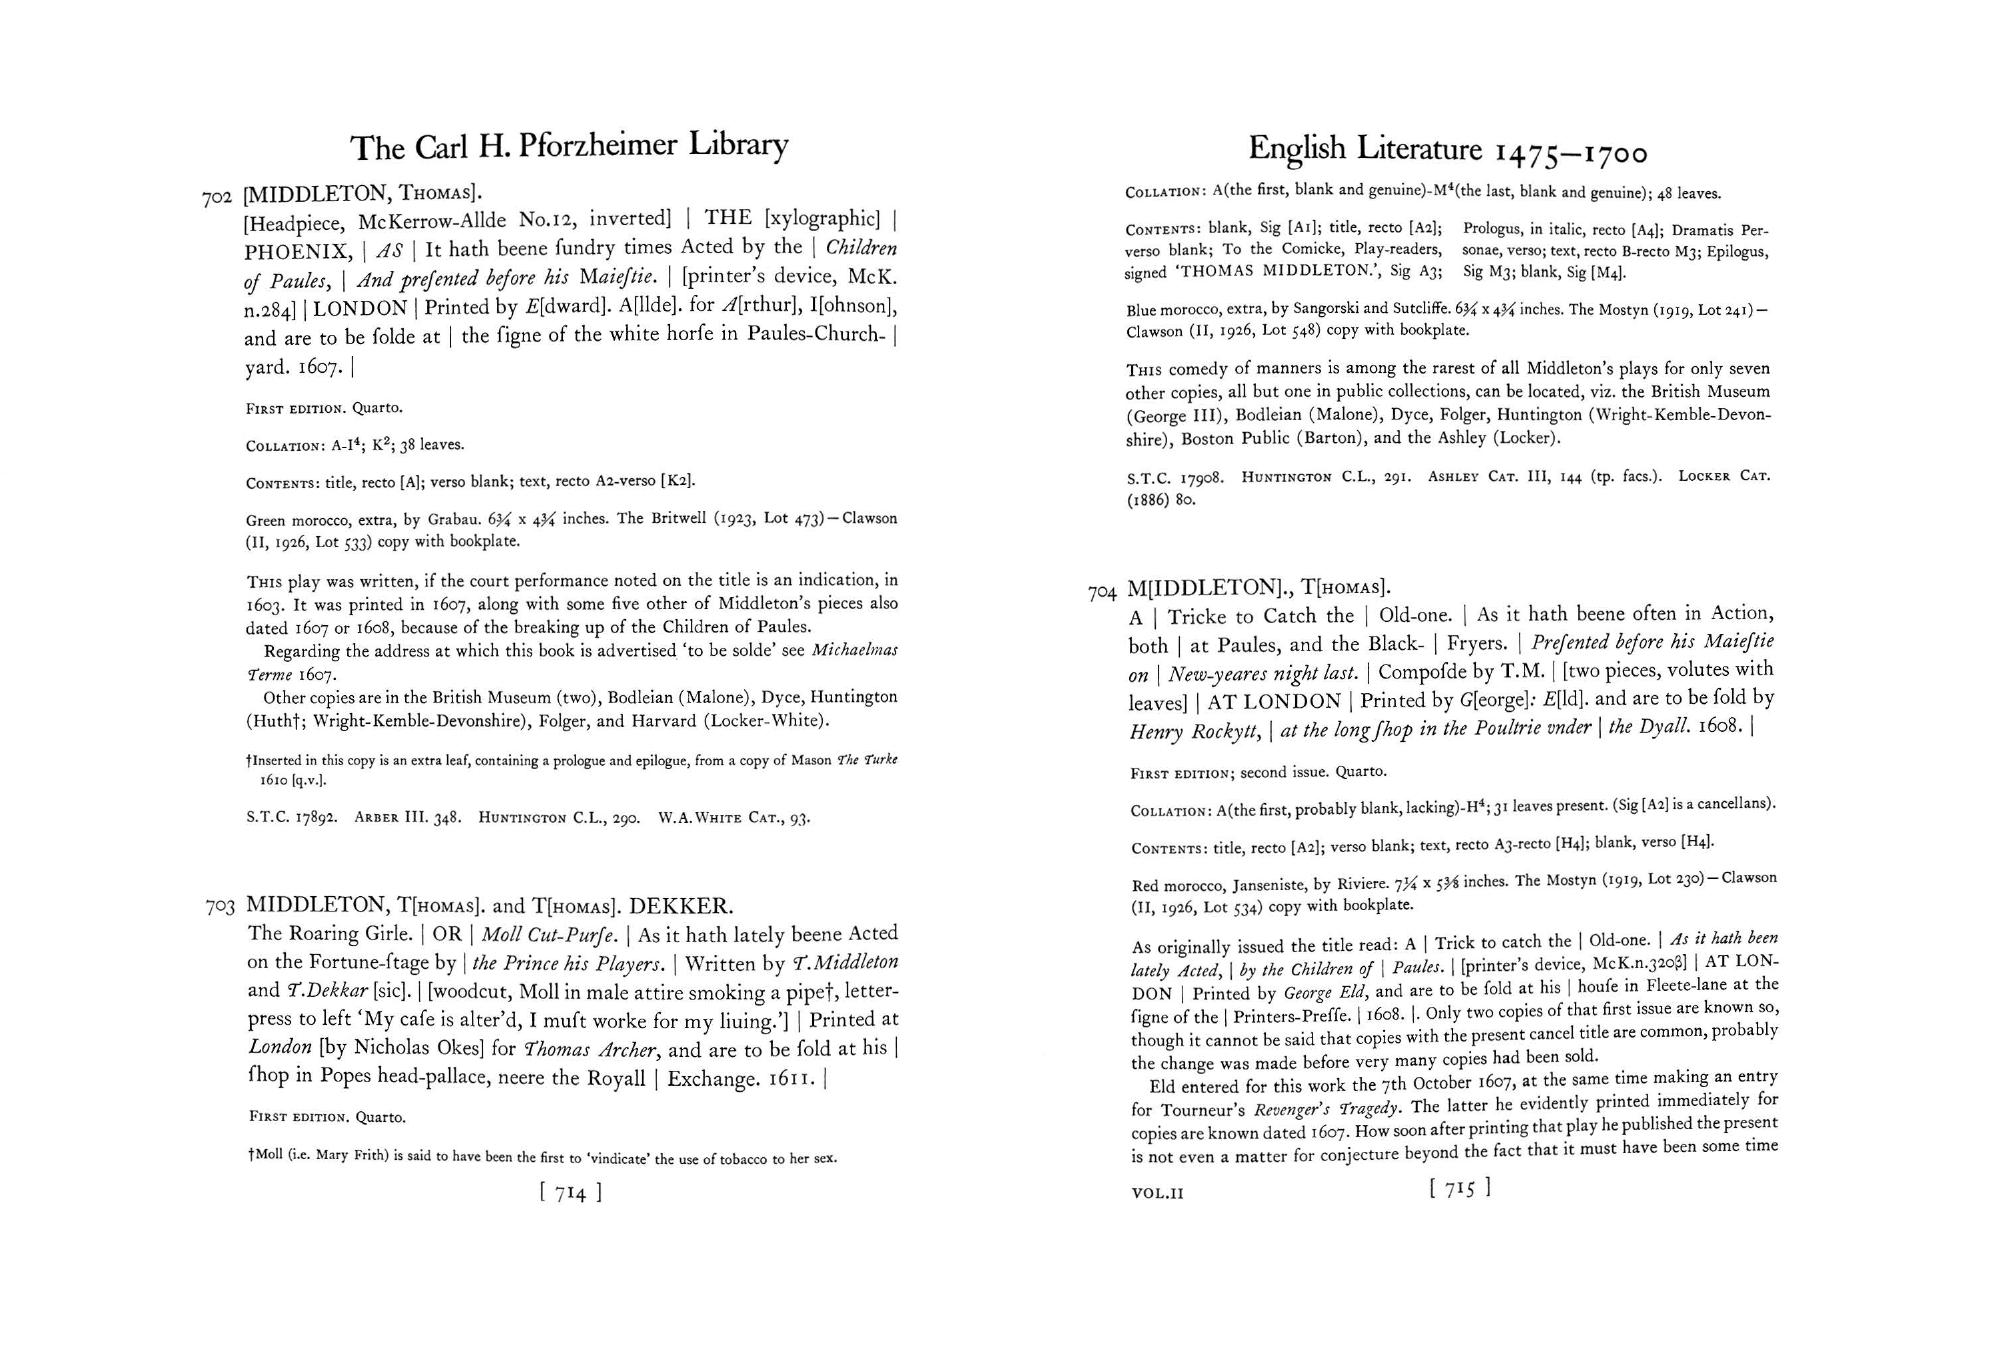 The Carl H. Pforzheimer Library
702 [MIDDLETON, THOMAS].
[Headpiece, McKerrow-Allde No.12, inverted] | THE [xylographic] |
PHOENIX, | AS | It hath beene ſundry times Acted by the | Children
of Paules, | And preſented before his Maieſtie. | [printer's device, McK.
n.284] | LONDON | Printed by E[dward]. A[llde]. for A[rthur], I[ohnson],
and are to be ſolde at | the ſigne of the white horſe in Paules-Church- |
yard. 1607. |
FIRST EDITION. Quarto.
COLLATION: A-I⁴; K²; 38 leaves.
CONTENTS: title, recto [A]; verso blank; text, recto A2-verso [K2].
Green morocco, extra, by Grabau. 6¾ x 4¾ inches. The Britwell (1923, Lot 473)—Clawson
(II, 1926, Lot 533) copy with bookplate.
THIS play was written, if the court performance noted on the title is an indication, in
1603. It was printed in 1607, along with some five other of Middleton's pieces also
dated 1607 or 1608, because of the breaking up of the Children of Paules.
Regarding the address at which this book is advertised 'to be solde' see Michaelmas
Terme 1607.
Other copies are in the British Museum (two), Bodleian (Malone), Dyce, Huntington
(Huth†; Wright-Kemble-Devonshire), Folger, and Harvard (Locker-White).
†Inserted in this copy is an extra leaf, containing a prologue and epilogue, from a copy of Mason The Turke
1610 [q.v.].
S.T.C. 17892. ARBER III. 348. HUNTINGTON C.L., 290. W.A.WHITE CAT., 93.
703 MIDDLETON, T[HOMAS]. and T[HOMAS]. DEKKER.
The Roaring Girle. | OR | Moll Cut-Purſe. | As it hath lately beene Acted
on the Fortune-ſtage by | the Prince his Players. | Written by T.Middleton
and T.Dekkar [sic]. | [woodcut, Moll in male attire smoking a pipe†, letter-
press to left 'My caſe is alter'd, I muſt worke for my liuing.'] | Printed at
London [by Nicholas Okes] for Thomas Archer, and are to be ſold at his |
ſhop in Popes head-pallace, neere the Royall | Exchange. 1611. |
FIRST EDITION. Quarto.
†Moll (i.e. Mary Frith) is said to have been the first to 'vindicate' the use of tobacco to her sex.
[ 714 ]
English Literature 1475—1700
COLLATION: A(the first, blank and genuine)-M⁴(the last, blank and genuine); 48 leaves.
CONTENTS: blank, Sig [A1]; title, recto [A2];
verso blank; To the Comicke, Play-readers,
signed 'THOMAS MIDDLETON.', Sig A3;
Prologus, in italic, recto [A4]; Dramatis Per-
sonae, verso; text, recto B-recto M3; Epilogus,
Sig M3; blank, Sig [M4].
Blue morocco, extra, by Sangorski and Sutcliffe. 6¾ x 4¾ inches. The Mostyn (1919, Lot 241)—
Clawson (II, 1926, Lot 548) copy with bookplate.
THIS comedy of manners is among the rarest of all Middleton's plays for only seven
other copies, all but one in public collections, can be located, viz. the British Museum
(George III), Bodleian (Malone), Dyce, Folger, Huntington (Wright-Kemble-Devon-
shire), Boston Public (Barton), and the Ashley (Locker).
S.T.C. 17908. HUNTINGTON C.L., 291. ASHLEY CAT. III, 144 (tp. facs.). LOCKER CAT.
(1886) 80.
704 M[IDDLETON]., T[HOMAS].
A | Tricke to Catch the | Old-one. | As it hath beene often in Action,
both | at Paules, and the Black- | Fryers. | Preſented before his Maieſtie
on | New-yeares night last. | Compoſde by T.M. | [two pieces, volutes with
leaves] | AT LONDON | Printed by G[eorge]: E[ld]. and are to be ſold by
Henry Rockytt, | at the long ſhop in the Poultrie vnder | the Dyall. 1608. |
FIRST EDITION; second issue. Quarto.
COLLATION: A(the first, probably blank, lacking)-H⁴; 31 leaves present. (Sig [A2] is a cancellans).
CONTENTS: title, recto [A2]; verso blank; text, recto A3-recto [H4]; blank, verso [H4].
Red morocco, Janseniste, by Riviere. 7¼ x 5⅜ inches. The Mostyn (1919, Lot 230)—Clawson
(II, 1926, Lot 534) copy with bookplate.
As originally issued the title read: A | Trick to catch the | Old-one. | As it hath been
lately Acted, | by the Children of | Paules. | [printer's device, McK.n.320β] | AT LON-
DON | Printed by George Eld, and are to be ſold at his | houſe in Fleete-lane at the
ſigne of the | Printers-Preſſe. | 1608. |. Only two copies of that first issue are known so,
though it cannot be said that copies with the present cancel title are common, probably
the change was made before very many copies had been sold.
Eld entered for this work the 7th October 1607, at the same time making an entry
for Tourneur's Revenger's Tragedy. The latter he evidently printed immediately for
copies are known dated 1607. How soon after printing that play he published the present
is not even a matter for conjecture beyond the fact that it must have been some time
VOL.II
[ 715 ]